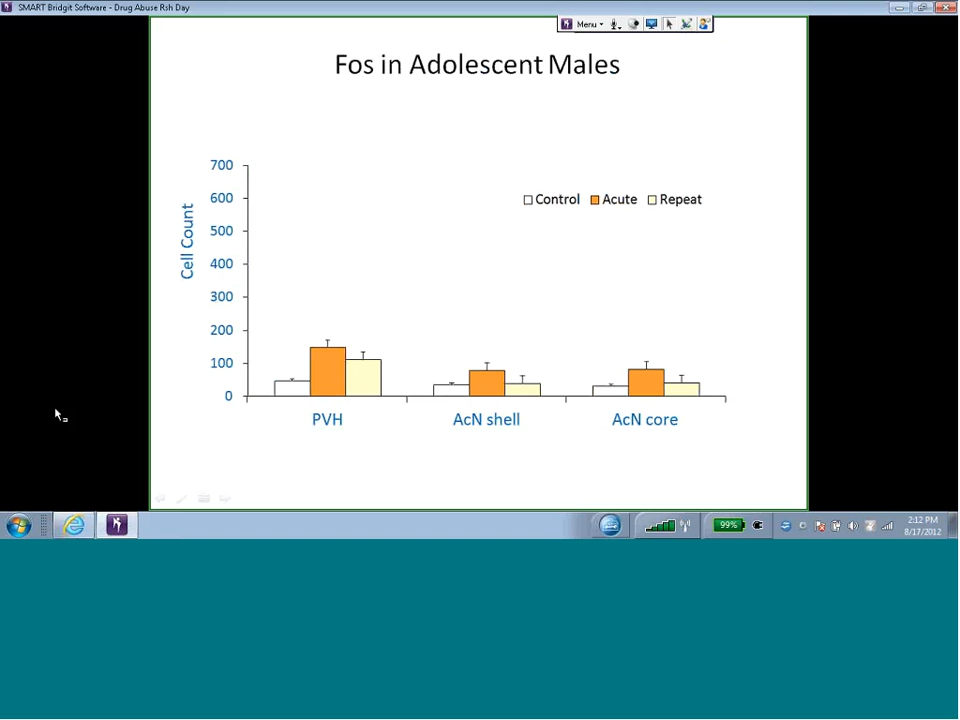 SMART Bridgit Software - Drug Abuse Rsh Day
Menu
Fos in Adolescent Males
700
600
500
400
300
200
100
0
Cell Count
Control Acute Repeat
PVH AcN shell AcN core
99%
2:12 PM
8/17/2012